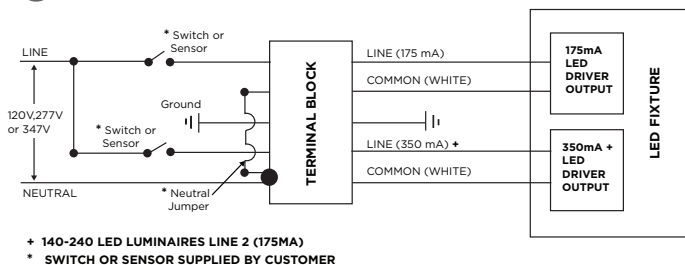 * Switch or
Sensor
LINE
120V,277V
or 347V
Ground
* Switch or
Sensor
NEUTRAL
* Neutral
Jumper
TERMINAL BLOCK
LINE (175 mA)
COMMON (WHITE)
LINE (350 mA) +
COMMON (WHITE)
175mA
LED
DRIVER
OUTPUT
350mA +
LED
DRIVER
OUTPUT
LED FIXTURE
+ 140-240 LED LUMINAIRES LINE 2 (175MA)
* SWITCH OR SENSOR SUPPLIED BY CUSTOMER